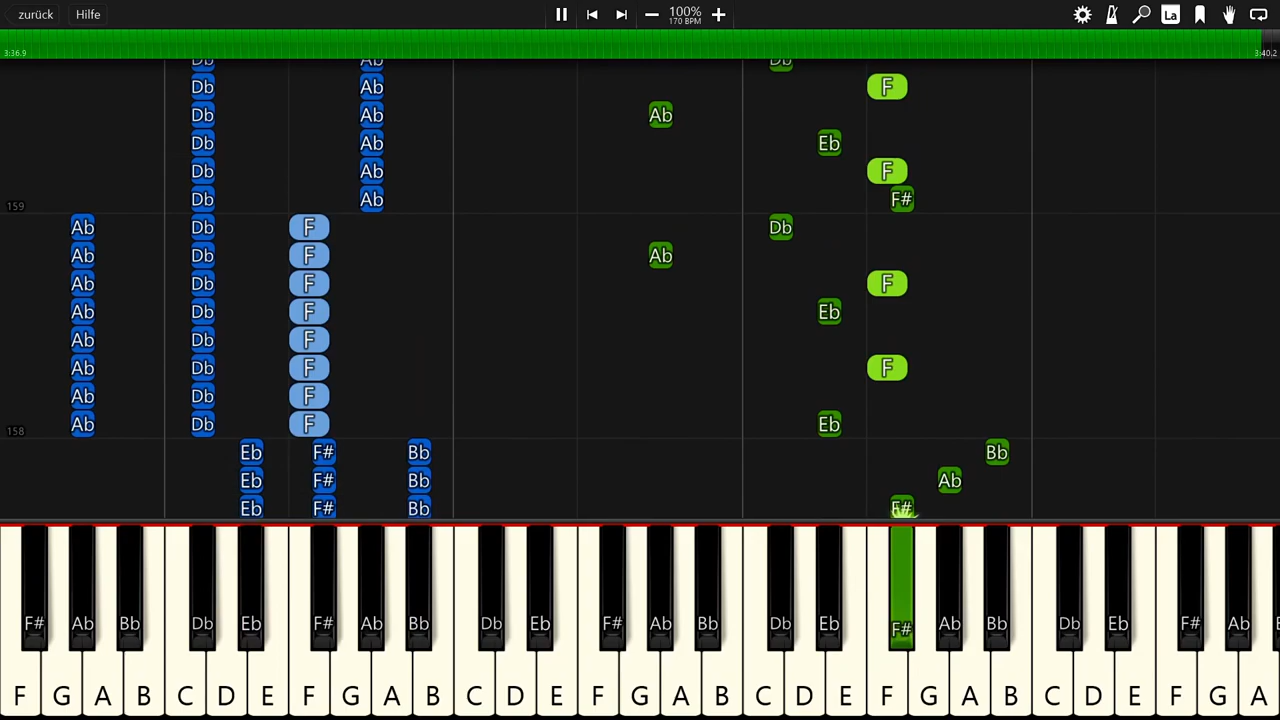 zurück Hilfe 100% La
170 BPM
3:36.9 3:40.2
Db Ab Db
Db Ab F
Db Ab Ab
Db Ab Eb
Db Ab F
Db Ab F#
159
Ab Db F Db
Ab Db F Ab
Ab Db F F
Ab Db F Eb
Ab Db F
Ab Db F F
Ab Db F
Ab Db F Eb
158
Eb F# Bb Bb
Eb F# Bb Ab
Eb F# Bb F#
F# Ab Bb Db Eb F# Ab Bb Db Eb F# Ab Bb Db Eb F# Ab Bb Db Eb F# Ab
F G A B C D E F G A B C D E F G A B C D E F G A B C D E F G A